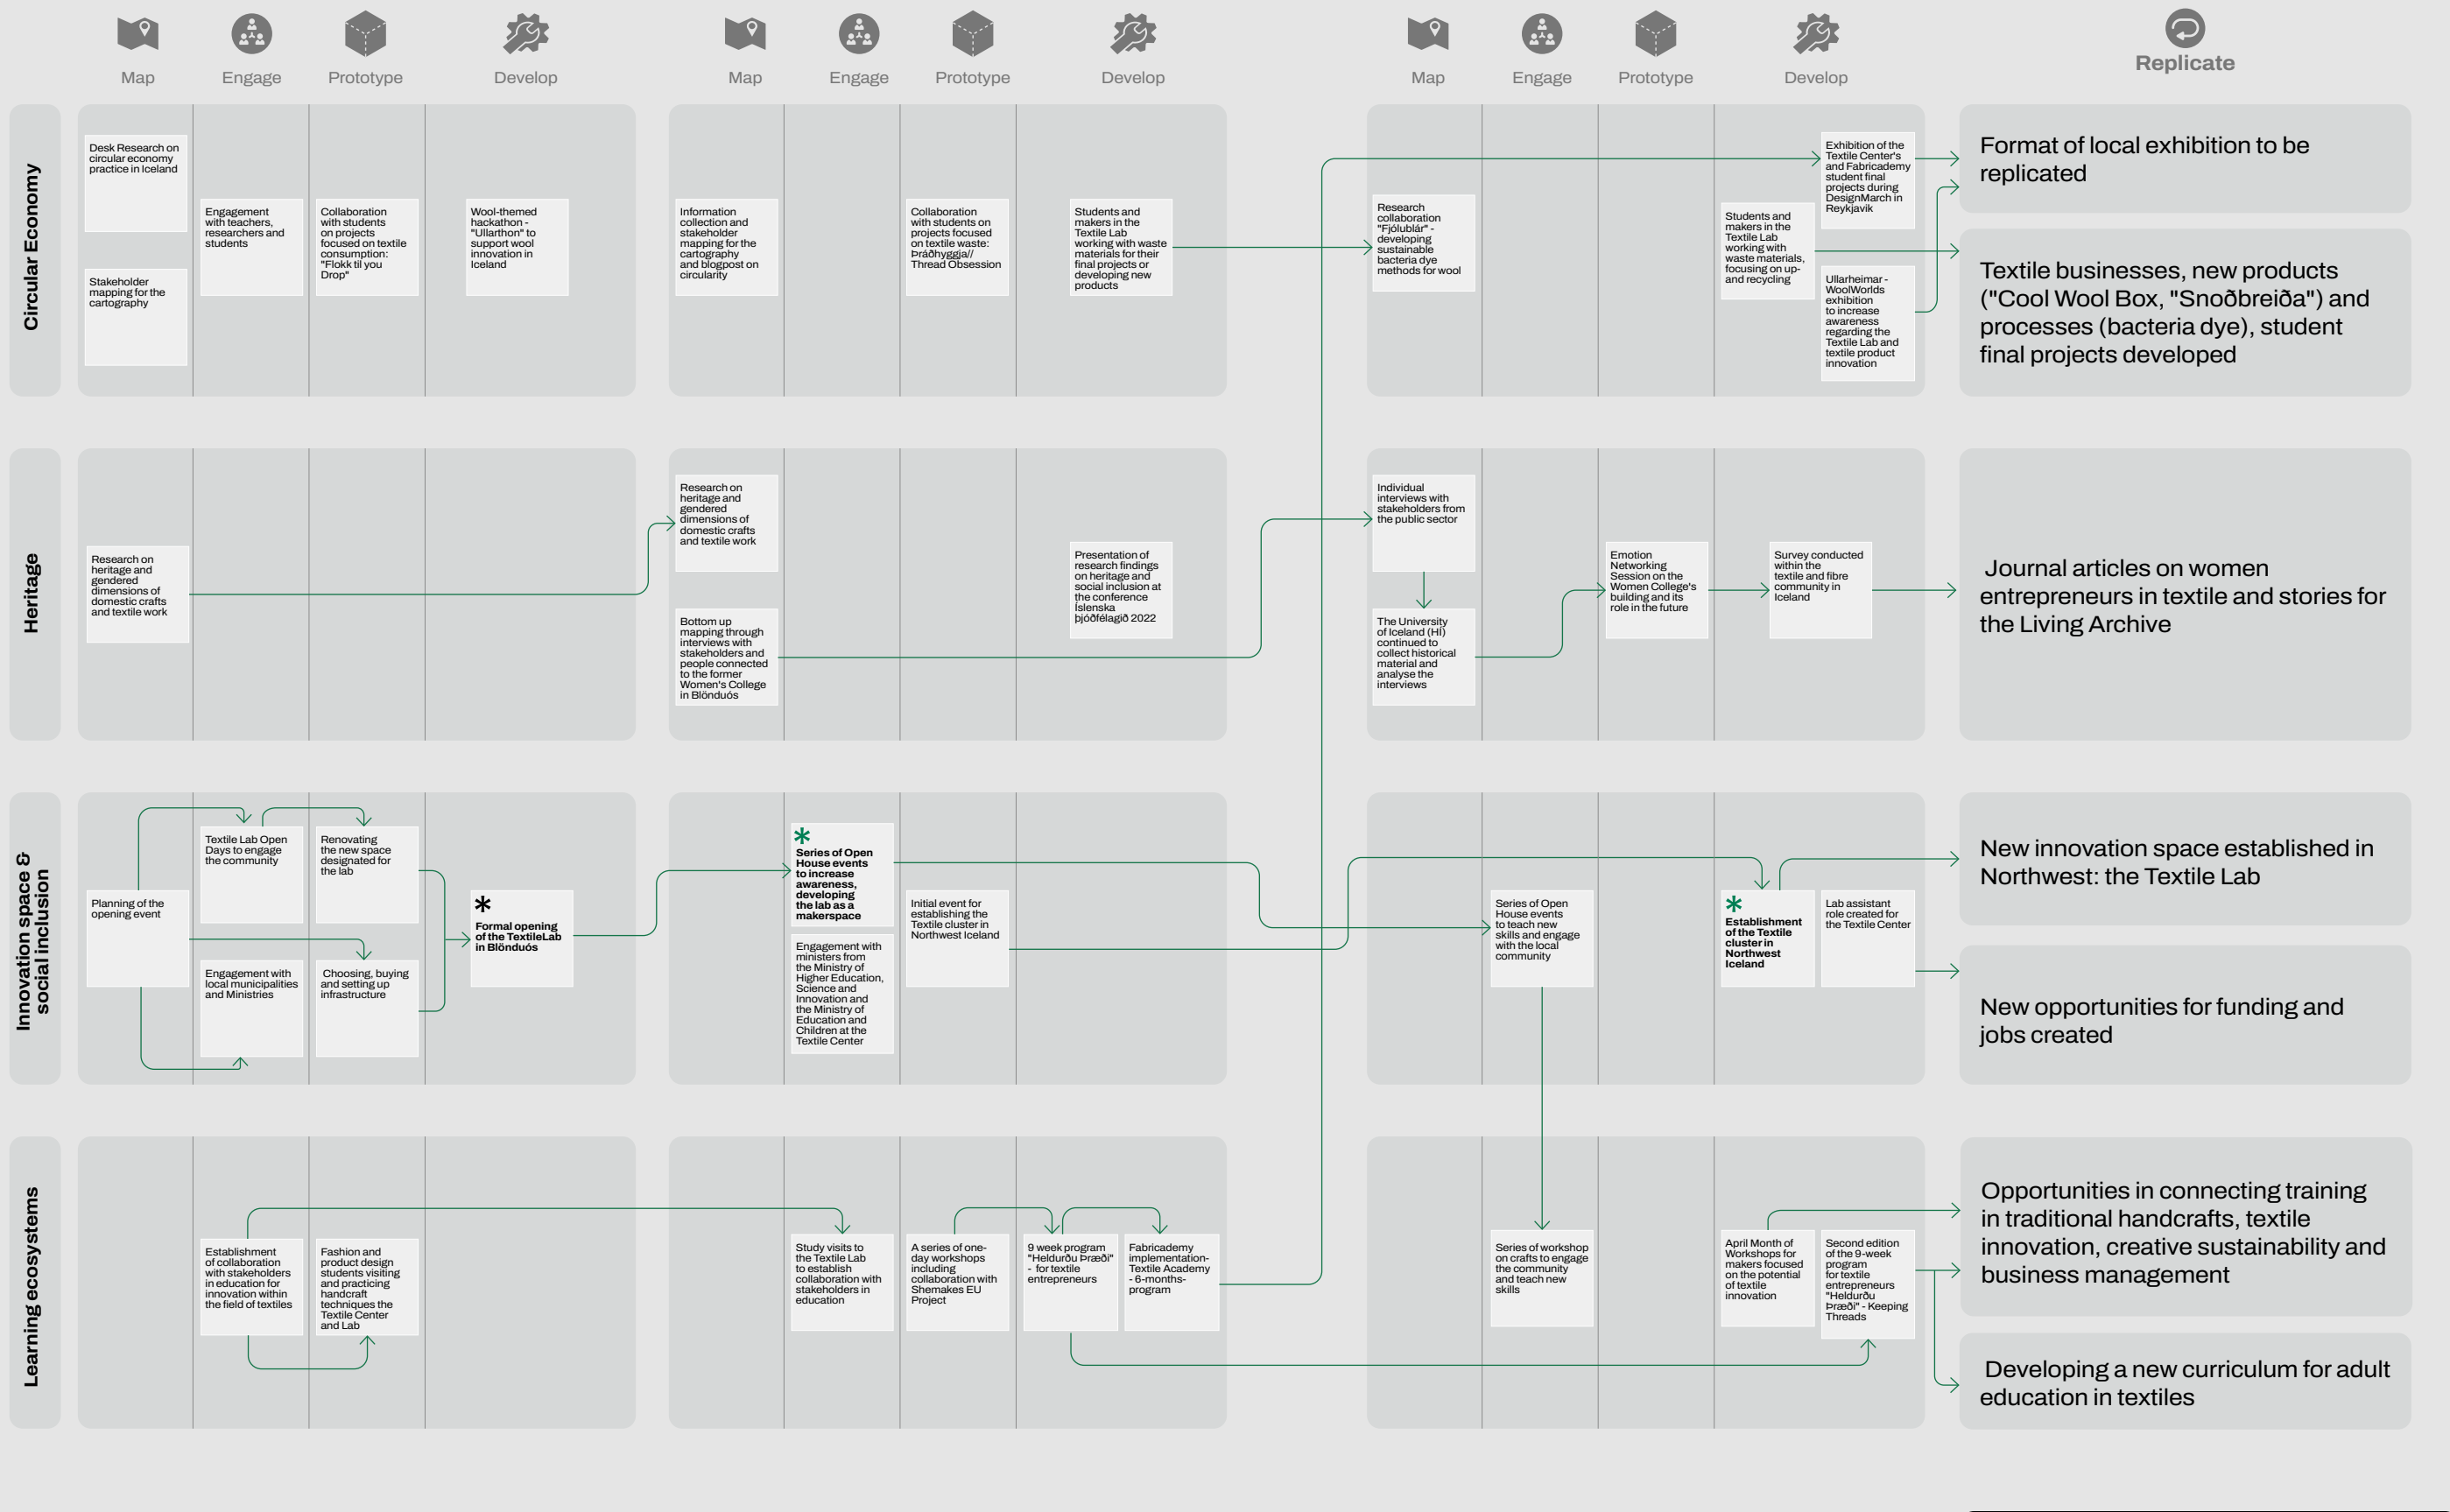 Map
Engage
Prototype
Develop
Map
Engage
Prototype
Develop
Map
Engage
Prototype
Develop
Replicate
Circular Economy
Desk Research on
circular economy
practice in Iceland
Stakeholder
mapping for the
cartography
Engagement
with teachers,
researchers and
students
Collaboration
with students
on projects
focused on textile
consumption:
"Flokk til you
Drop"
Wool-themed
hackathon -
"Ullarthon" to
support wool
innovation in
Iceland
Information
collection and
stakeholder
mapping for the
cartography
and blogpost on
circularity
Collaboration
with students on
projects focused
on textile waste:
Þráðhyggja//
Thread Obsession
Students and
makers in the
Textile Lab
working with waste
materials for their
final projects or
developing new
products
Research
collaboration
"Fjólublár" -
developing
sustainable
bacteria dye
methods for wool
Students and
makers in the
Textile Lab
working with
waste materials,
focusing on up-
and recycling
Exhibition of the
Textile Center's
and Fabricademy
student final
projects during
DesignMarch in
Reykjavik
Ullarheimar -
WoolWorlds
exhibition
to increase
awareness
regarding the
Textile Lab and
textile product
innovation
Format of local exhibition to be
replicated
Textile businesses, new products
("Cool Wool Box, "Snoðbreiða") and
processes (bacteria dye), student
final projects developed
Heritage
Research on
heritage and
gendered
dimensions of
domestic crafts
and textile work
Research on
heritage and
gendered
dimensions of
domestic crafts
and textile work
Bottom up
mapping through
interviews with
stakeholders and
people connected
to the former
Women's College
in Blönduós
Presentation of
research findings
on heritage and
social inclusion at
the conference
Íslenska
þjóðfélagið 2022
Individual
interviews with
stakeholders from
the public sector
The University
of Iceland (HÍ)
continued to
collect historical
material and
analyse the
interviews
Emotion
Networking
Session on the
Women College's
building and its
role in the future
Survey conducted
within the
textile and fibre
community in
Iceland
Journal articles on women
entrepreneurs in textile and stories for
the Living Archive
Innovation space &
social inclusion
Planning of the
opening event
Textile Lab Open
Days to engage
the community
Engagement with
local municipalities
and Ministries
Renovating
the new space
designated for
the lab
Choosing, buying
and setting up
infrastructure
*
Formal opening
of the TextileLab
in Blönduós
*
Series of Open
House events
to increase
awareness,
developing
the lab as a
makerspace
Engagement with
ministers from
the Ministry of
Higher Education,
Science and
Innovation and
the Ministry of
Education and
Children at the
Textile Center
Initial event for
establishing the
Textile cluster in
Northwest Iceland
Series of Open
House events
to teach new
skills and engage
with the local
community
*
Establishment
of the Textile
cluster in
Northwest
Iceland
Lab assistant
role created for
the Textile Center
New innovation space established in
Northwest: the Textile Lab
New opportunities for funding and
jobs created
Learning ecosystems
Establishment
of collaboration
with stakeholders
in education for
innovation within
the field of textiles
Fashion and
product design
students visiting
and practicing
handcraft
techniques the
Textile Center
and Lab
Study visits to
the Textile Lab
to establish
collaboration with
stakeholders in
education
A series of one-
day workshops
including
collaboration with
Shemakes EU
Project
9 week program
"Heldurðu Þræði"
- for textile
entrepreneurs
Fabricademy
implementation-
Textile Academy
- 6-months-
program
Series of workshop
on crafts to engage
the community
and teach new
skills
April Month of
Workshops for
makers focused
on the potential
of textile
innovation
Second edition
of the 9-week
program
for textile
entrepreneurs
"Heldurðu
Þræði" - Keeping
Threads
Opportunities in connecting training
in traditional handcrafts, textile
innovation, creative sustainability and
business management
Developing a new curriculum for adult
education in textiles